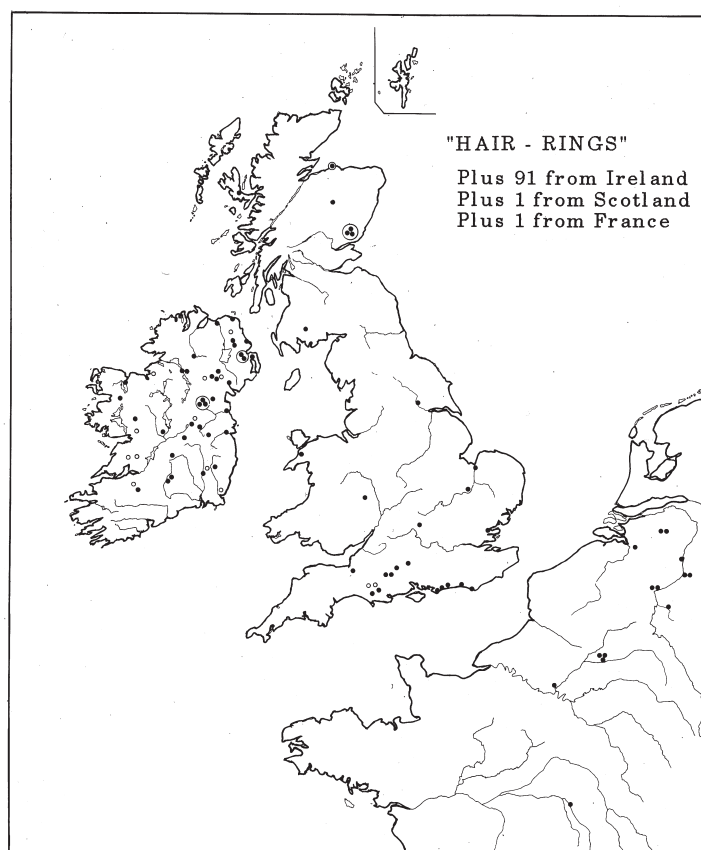 "HAIR - RINGS"
Plus 91 from Ireland
Plus 1 from Scotland
Plus 1 from France